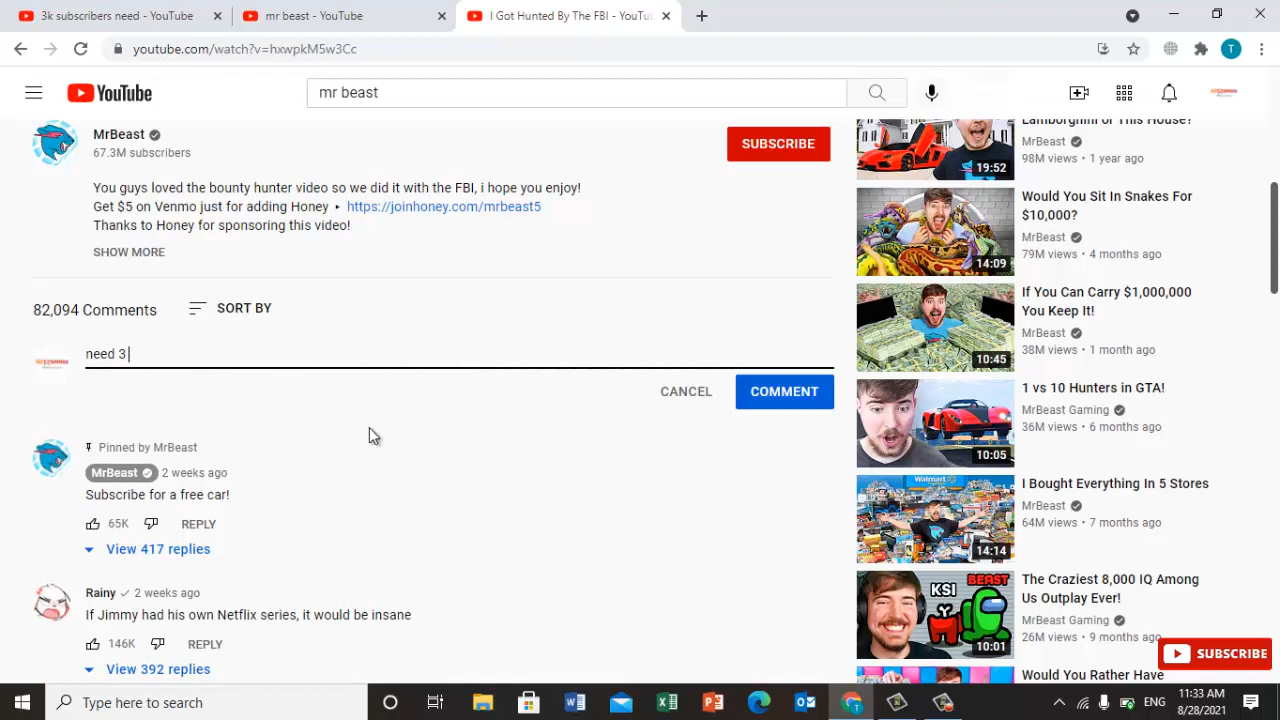 3k subscribers need - YouTube
mr beast - YouTube
I Got Hunted By The FBI - YouTu
youtube.com/watch?v=hxwpkM5w3Cc
T
YouTube
mr beast
MrBeast
67.3M subscribers
SUBSCRIBE
You guys loved the bounty hunter video so we did it with the FBI, i hope you enjoy!
Get $5 on Venmo just for adding Honey ▸ https://joinhoney.com/mrbeast5
Thanks to Honey for sponsoring this video!
SHOW MORE
82,094 Comments
SORT BY
need 3
CANCEL
COMMENT
Pinned by MrBeast
MrBeast 2 weeks ago
Subscribe for a free car!
65K REPLY
View 417 replies
Rainy 2 weeks ago
If Jimmy had his own Netflix series, it would be insane
146K REPLY
View 392 replies
Lamborghini Or This House?
MrBeast
98M views • 1 year ago
19:52
Would You Sit In Snakes For
$10,000?
MrBeast
79M views • 4 months ago
14:09
If You Can Carry $1,000,000
You Keep It!
MrBeast
38M views • 1 month ago
10:45
1 vs 10 Hunters in GTA!
MrBeast Gaming
36M views • 6 months ago
10:05
Walmart
I Bought Everything In 5 Stores
MrBeast
64M views • 7 months ago
14:14
KSI
BEAST
The Craziest 8,000 IQ Among
Us Outplay Ever!
MrBeast Gaming
26M views • 9 months ago
10:01
Would You Rather Have
SUBSCRIBE
Type here to search
ENG
11:33 AM
8/28/2021